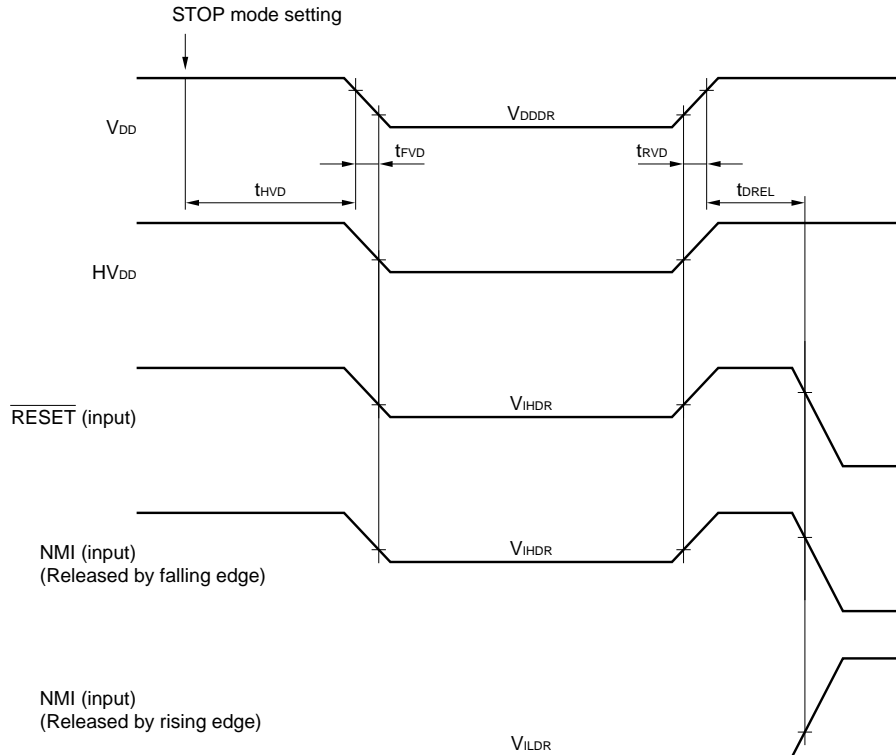 STOP mode setting
VDD
VDDDR
tFVD
tRVD
tHVD
tDREL
HVDD
RESET (input)
VIHDR
NMI (input)
(Released by falling edge)
VIHDR
NMI (input)
(Released by rising edge)
VILDR